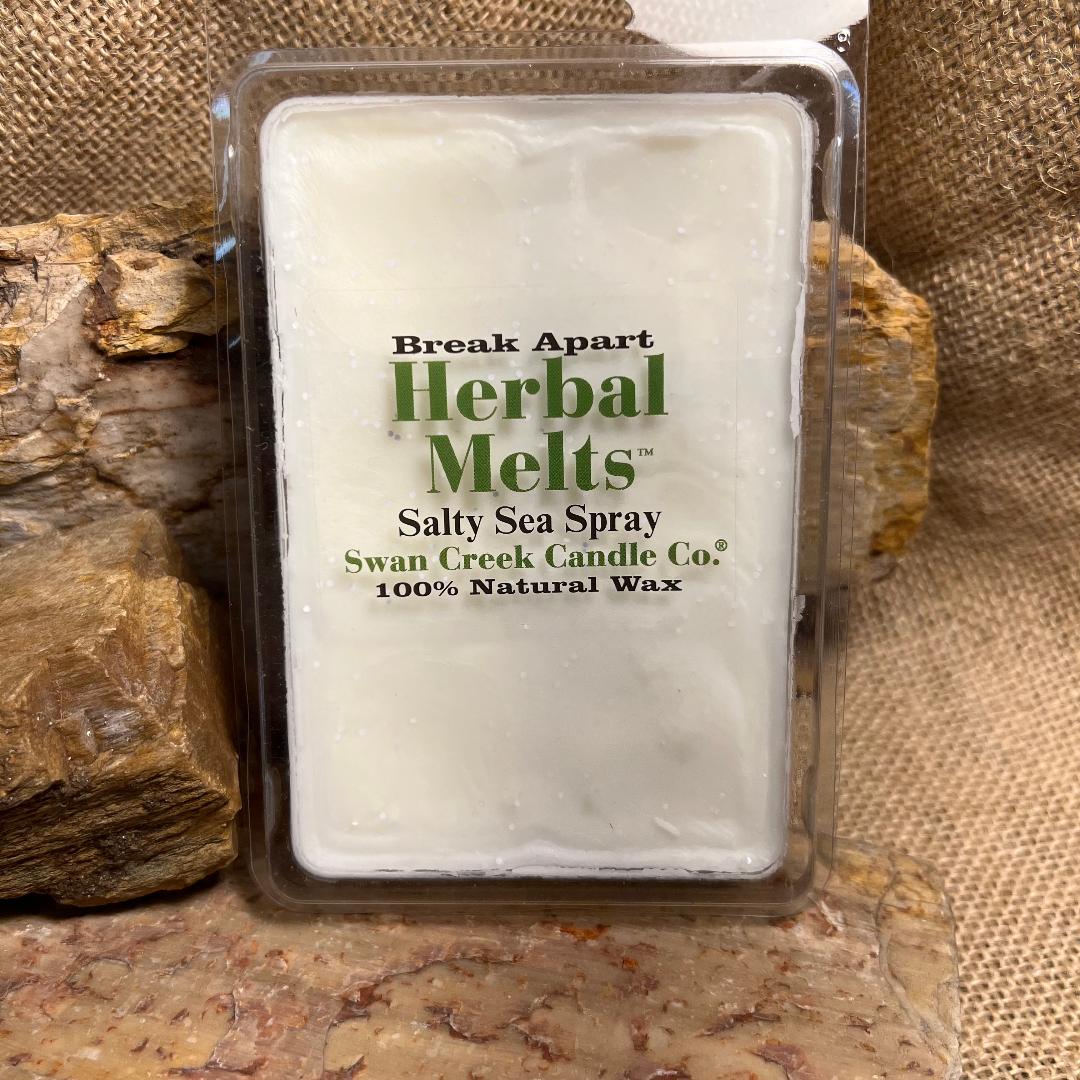 Break Apart
Herbal
Melts™
Salty Sea Spray
Swan Creek Candle Co.®
100% Natural Wax